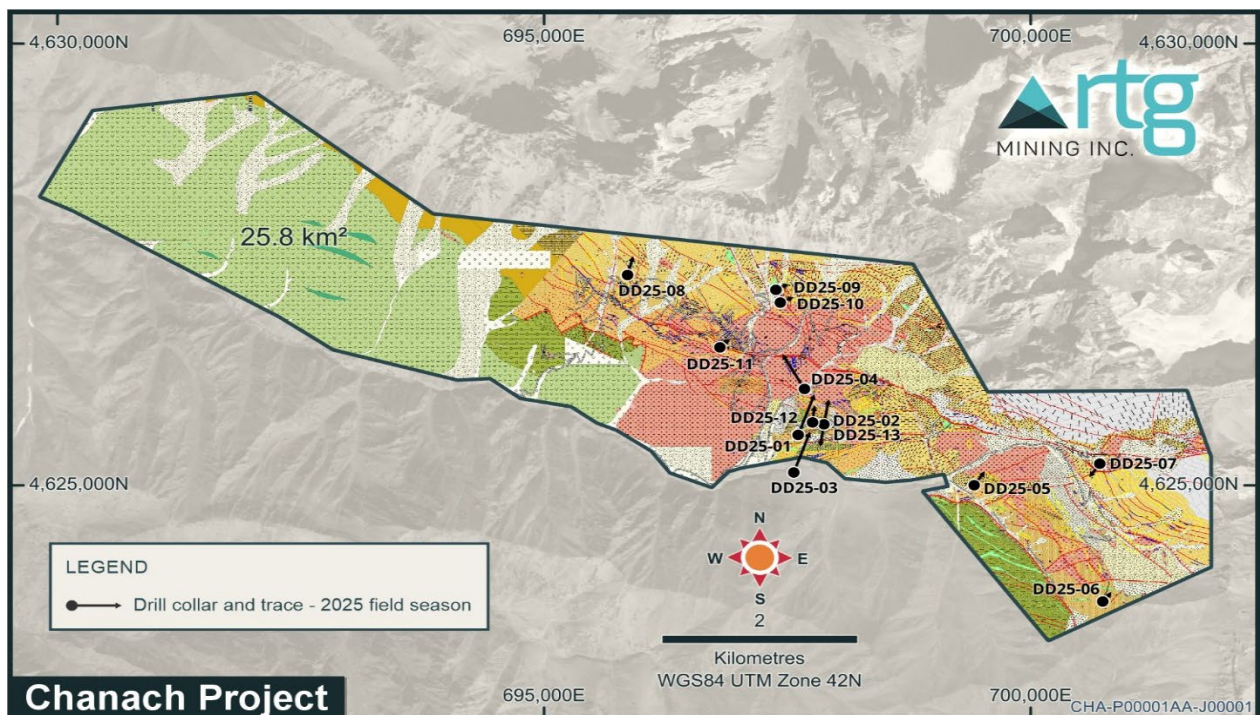 695,000E 700,000E
4,630,000N 4,630,000N
rtg
MINING INC.
25.8 km²
DD25-08
DD25-09
DD25-10
DD25-11
DD25-04
DD25-12
DD25-02
DD25-01
DD25-13
DD25-03
DD25-07
DD25-05
4,625,000N 4,625,000N
DD25-06
N
W E
S
LEGEND
Drill collar and trace - 2025 field season
2
Kilometres
WGS84 UTM Zone 42N
Chanach Project
695,000E 700,000E
CHA-P00001AA-J00001